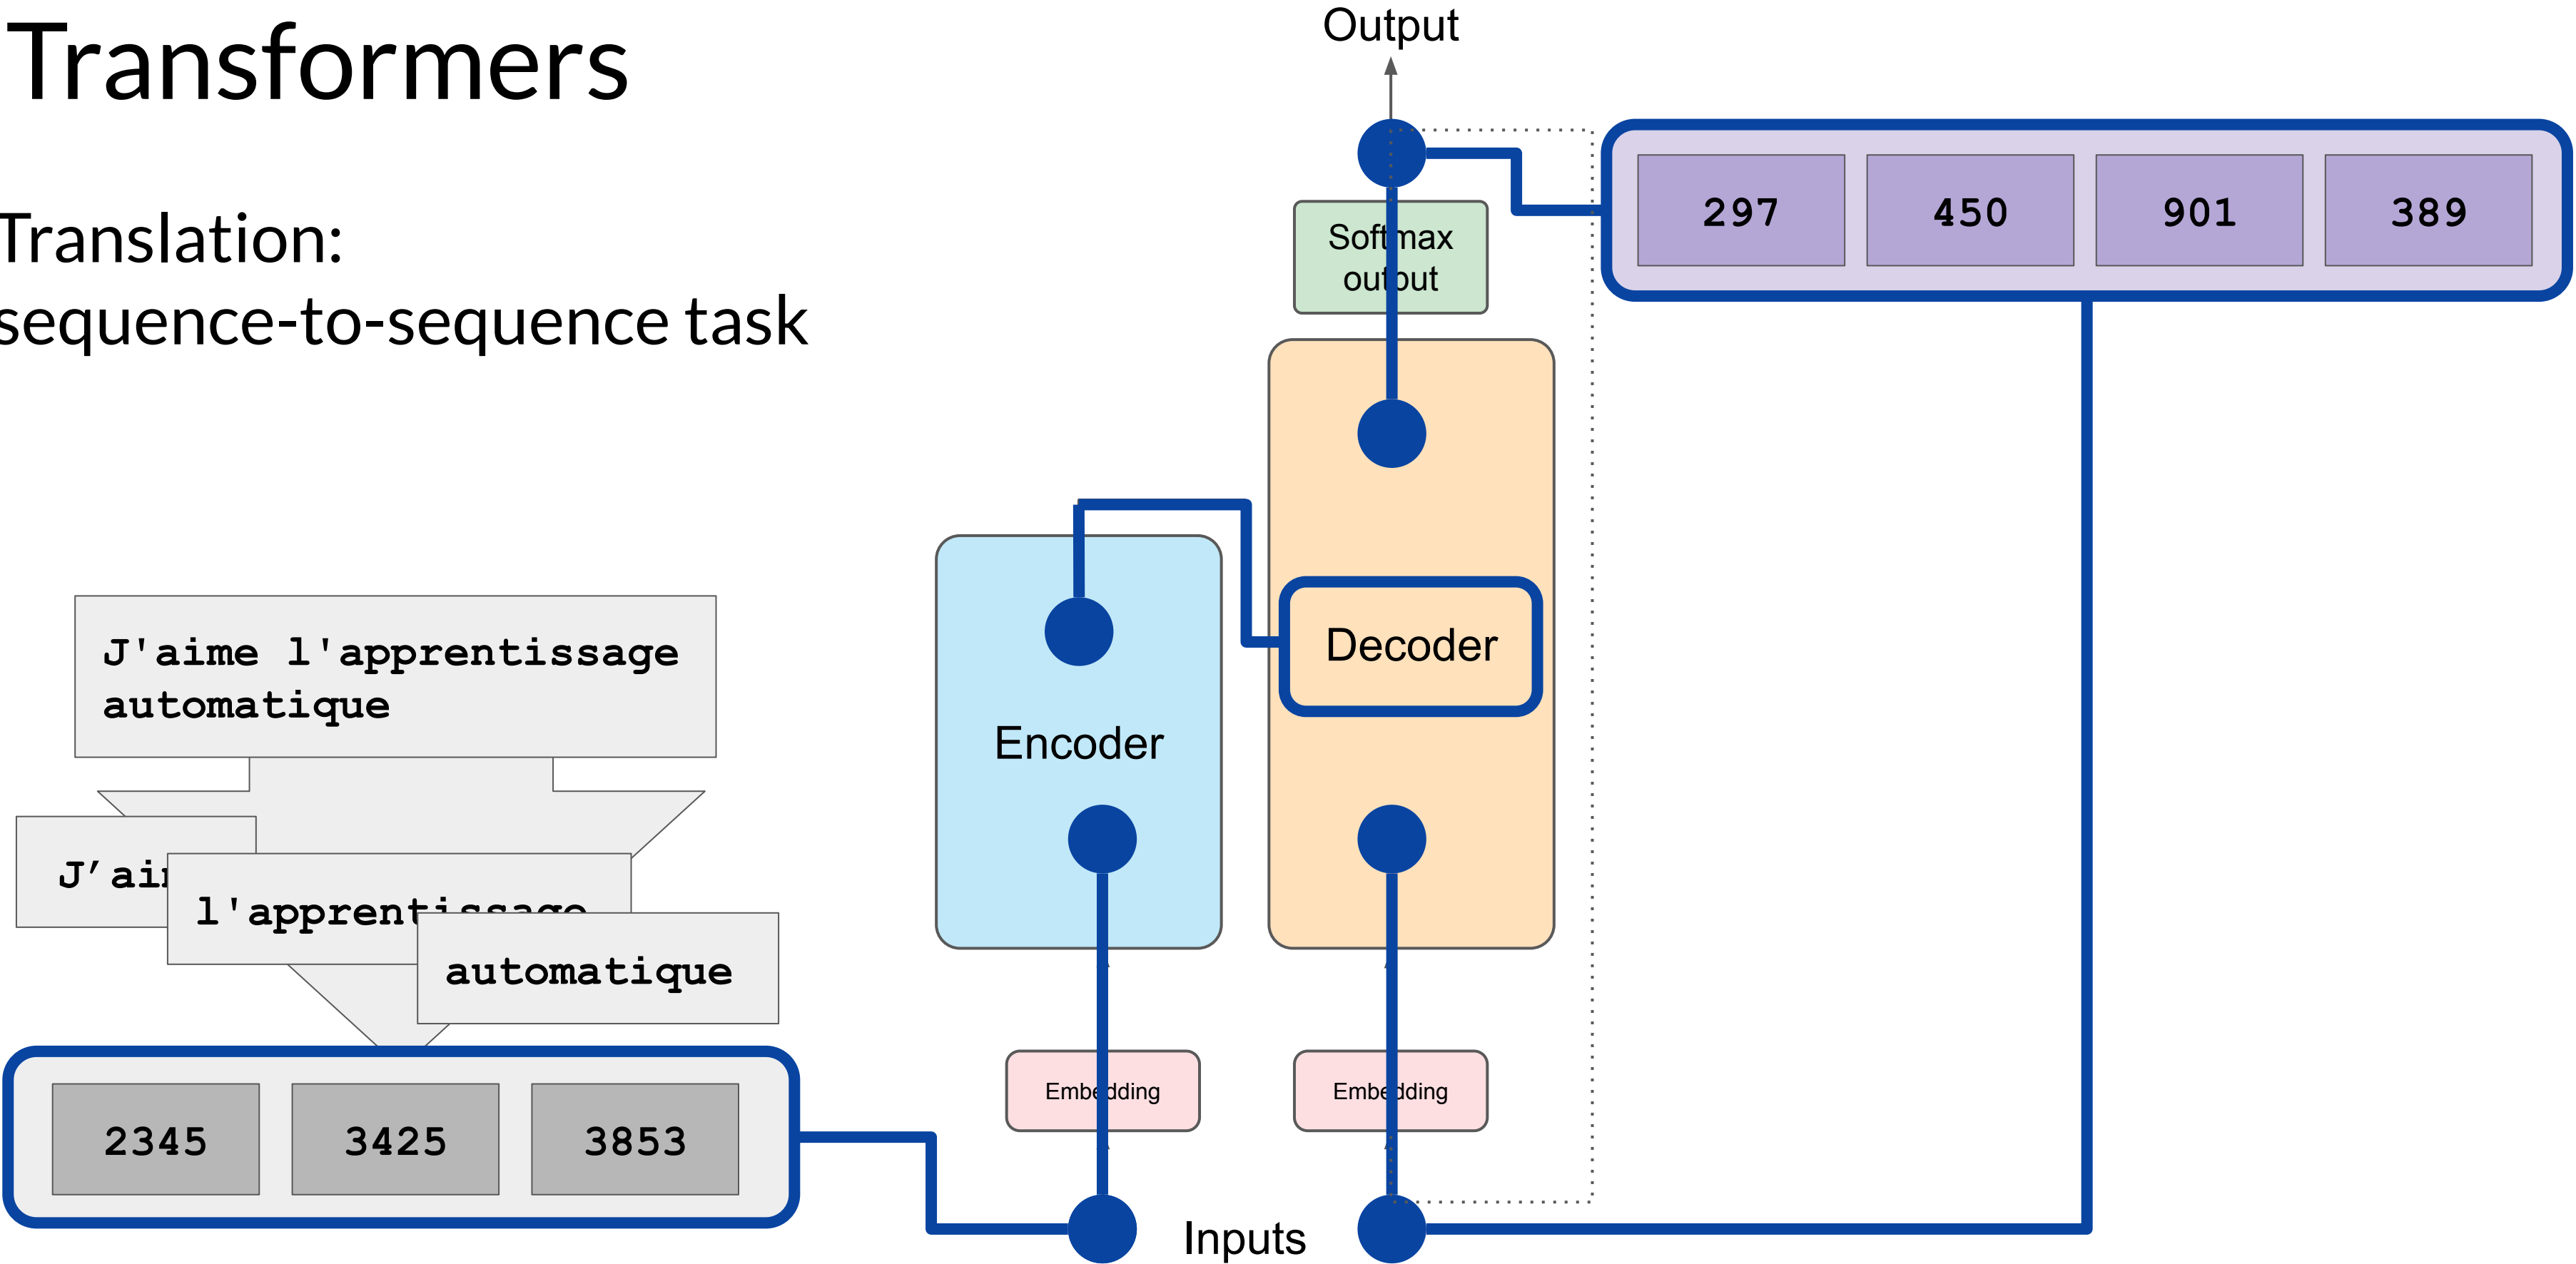 Transformers
Translation:
sequence-to-sequence task
Output
Softmax
output
297 450 901 389
Decoder
Encoder
J'aime l'apprentissage
automatique
l'apprentissage
automatique
Embedding Embedding
2345 3425 3853
Inputs